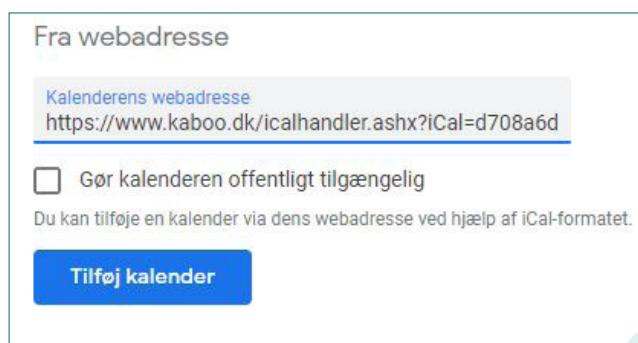 Fra webadresse
Kalenderens webadresse
https://www.kaboo.dk/icalhandler.ashx?iCal=d708a6d
Gør kalenderen offentligt tilgængelig
Du kan tilføje en kalender via dens webadresse ved hjælp af iCal-formatet.
Tilføj kalender